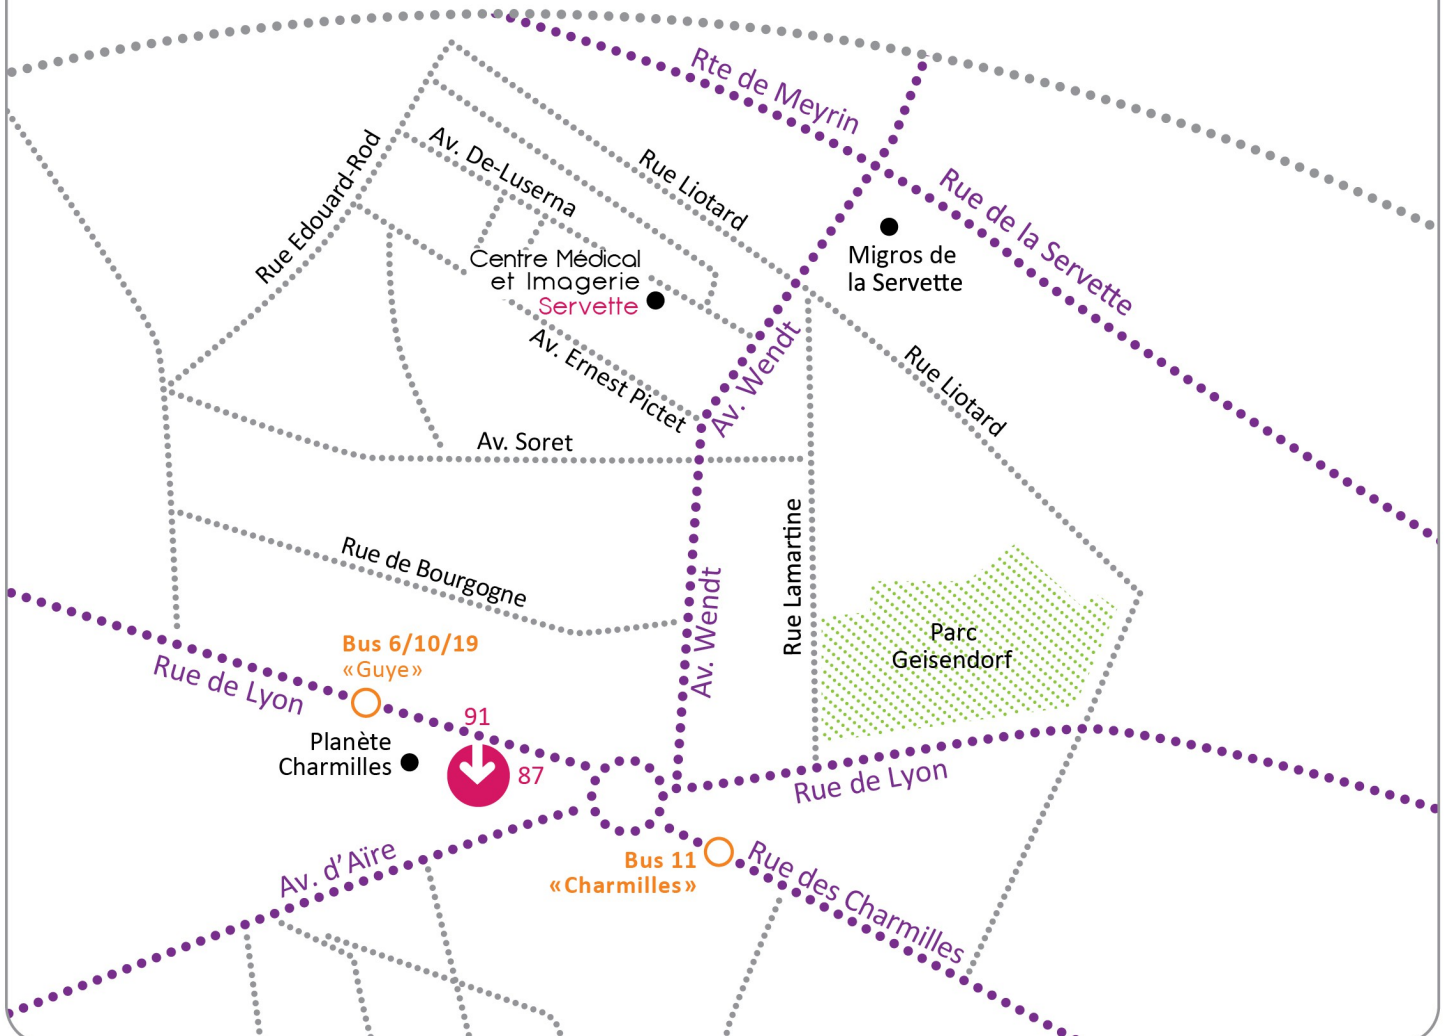 Rte de Meyrin
Rue Edouard-Rod
Av. De-Luserna
Rue Liotard
Rue de la Servette
Centre Médical
et Imagerie
Servette
Migros de
la Servette
Av. Ernest Pictet
Av. Wendt
Rue Liotard
Av. Soret
Rue de Bourgogne
Rue Lamartine
Av. Wendt
Parc
Geisendorf
Bus 6/10/19
«Guye»
Rue de Lyon
91
87
Planète
Charmilles
Rue de Lyon
Av. d’Aïre
Bus 11
«Charmilles»
Rue des Charmilles